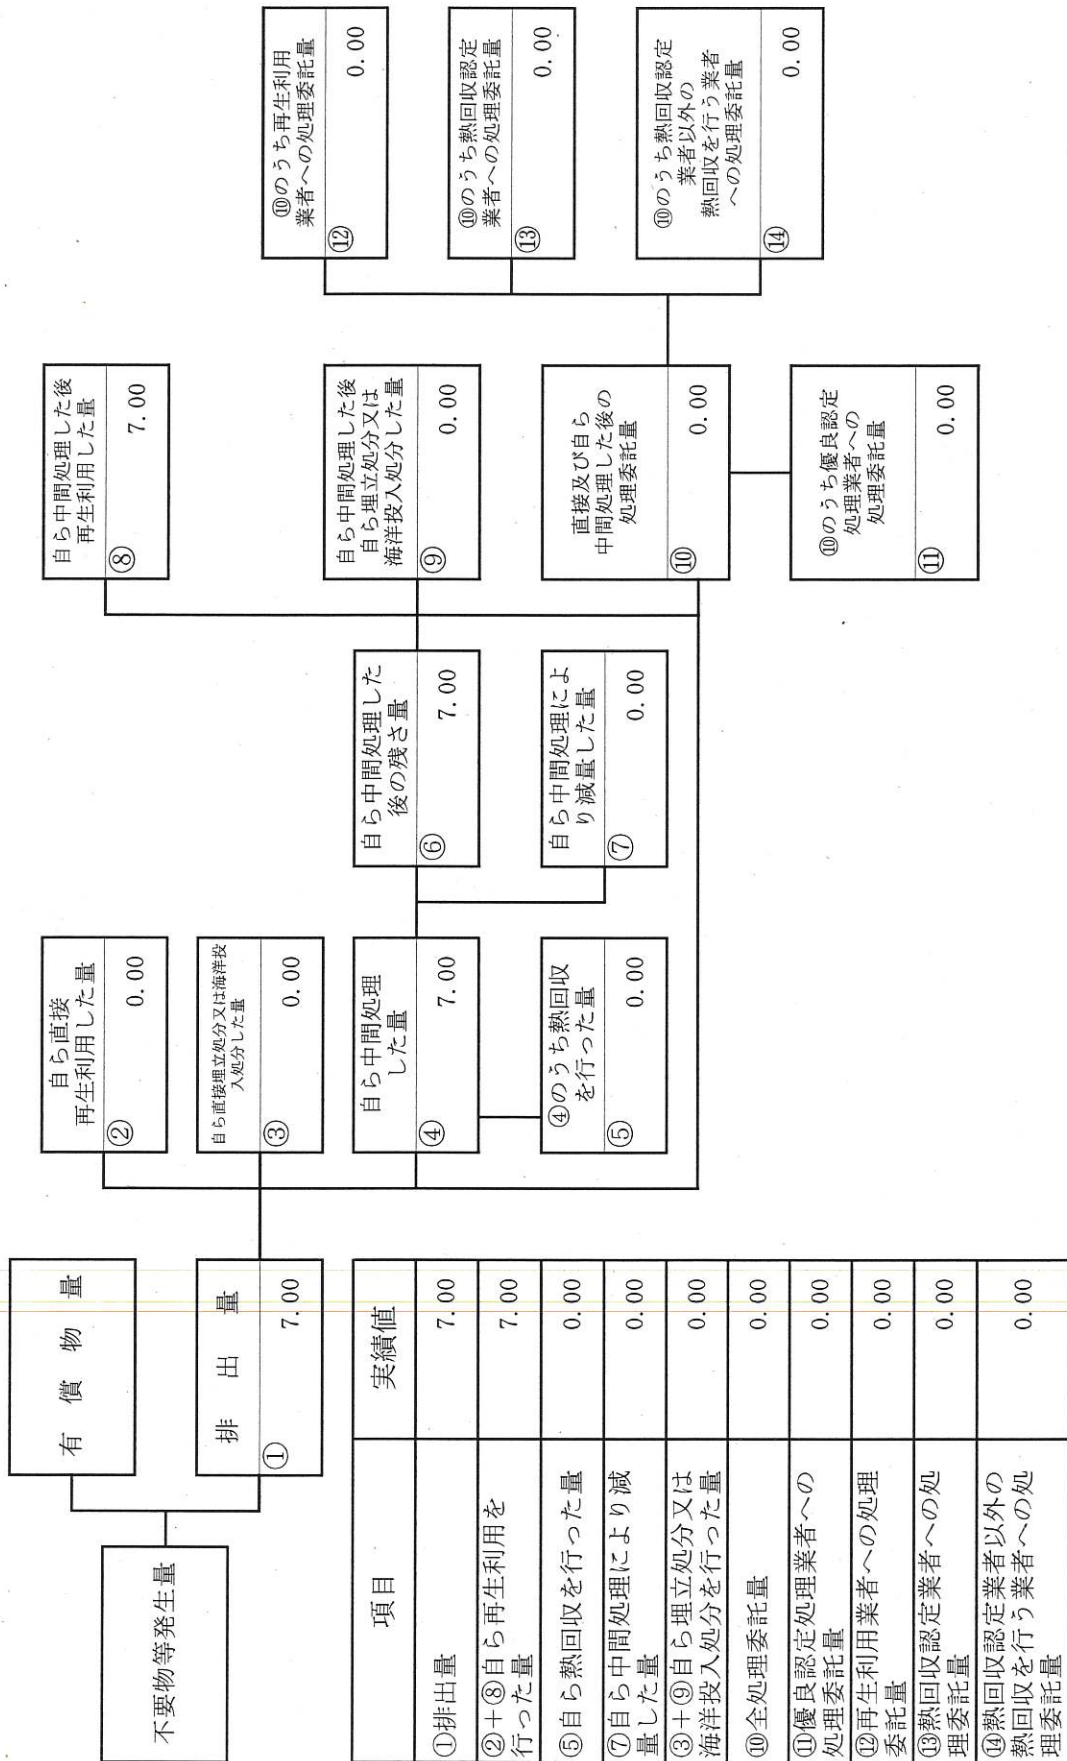 不要物等発生量
有償物量
排出量
①
7.00
自ら直接
再生利用した量
②
0.00
自ら直接埋立処分又は海洋投
入処分した量
③
0.00
自ら中間処理
した量
④
7.00
④のうち熱回収
を行った量
⑤
0.00
自ら中間処理した
後の残さ量
⑥
7.00
自ら中間処理によ
り減量した量
⑦
0.00
自ら中間処理した後
再生利用した量
⑧
7.00
自ら中間処理した後
自ら埋立処分又は
海洋投入処分した量
⑨
0.00
直接及び自ら
中間処理した後の
処理委託量
⑩
0.00
⑩のうち優良認定
処理業者への
処理委託量
⑪
0.00
⑩のうち再生利用
業者への処理委託量
⑫
0.00
⑩のうち熱回収認定
業者への処理委託量
⑬
0.00
⑩のうち熱回収認定
業者以外の
熱回収を行う業者
への処理委託量
⑭
0.00
項目
実績値
①排出量
7.00
②+⑧自ら再生利用を
行った量
7.00
⑤自ら熱回収を行った量
0.00
⑦自ら中間処理により減
量した量
0.00
③+⑨自ら埋立処分又は
海洋投入処分を行った量
0.00
⑩全処理委託量
0.00
⑪優良認定処理業者への
処理委託量
0.00
⑫再生利用業者への処理
委託量
0.00
⑬熱回収認定業者への処
理委託量
0.00
⑭熱回収認定業者以外の
熱回収を行う業者への処
理委託量
0.00